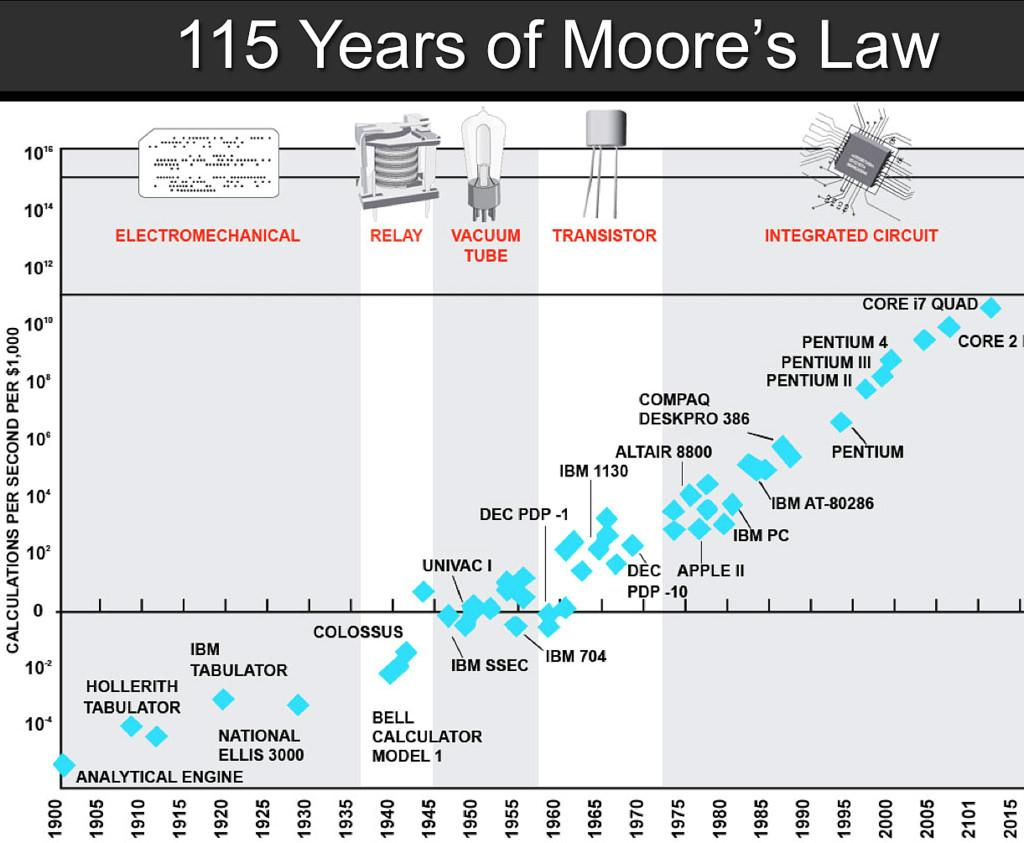 115 Years of Moore's Law
10¹⁶
10¹⁴
10¹²
10¹⁰
10⁸
10⁶
10⁴
10²
0
10⁻²
10⁻⁴
CALCULATIONS PER SECOND PER $1,000
ELECTROMECHANICAL
RELAY
VACUUM
TUBE
TRANSISTOR
INTEGRATED CIRCUIT
CORE i7 QUAD
CORE 2
PENTIUM 4
PENTIUM III
PENTIUM II
PENTIUM
COMPAQ
DESKPRO 386
ALTAIR 8800
IBM 1130
IBM AT-80286
DEC PDP -1
IBM PC
UNIVAC I
DEC
PDP -10
APPLE II
COLOSSUS
IBM SSEC
IBM 704
IBM
TABULATOR
HOLLERITH
TABULATOR
NATIONAL
ELLIS 3000
BELL
CALCULATOR
MODEL 1
ANALYTICAL ENGINE
1900
1905
1910
1915
1920
1925
1930
1935
1940
1945
1950
1955
1960
1965
1970
1975
1980
1985
1990
1995
2000
2005
2101
2015